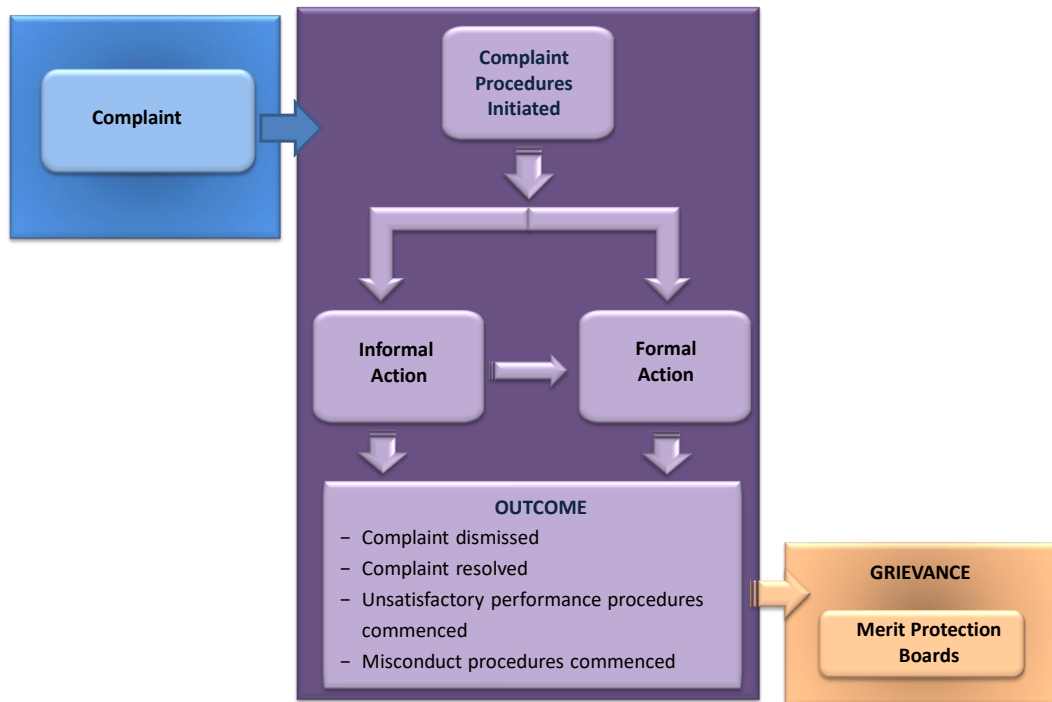 Complaint
Complaint
Procedures
Initiated
Informal
Action
Formal
Action
OUTCOME
− Complaint dismissed
− Complaint resolved
− Unsatisfactory performance procedures
commenced
− Misconduct procedures commenced
GRIEVANCE
Merit Protection
Boards